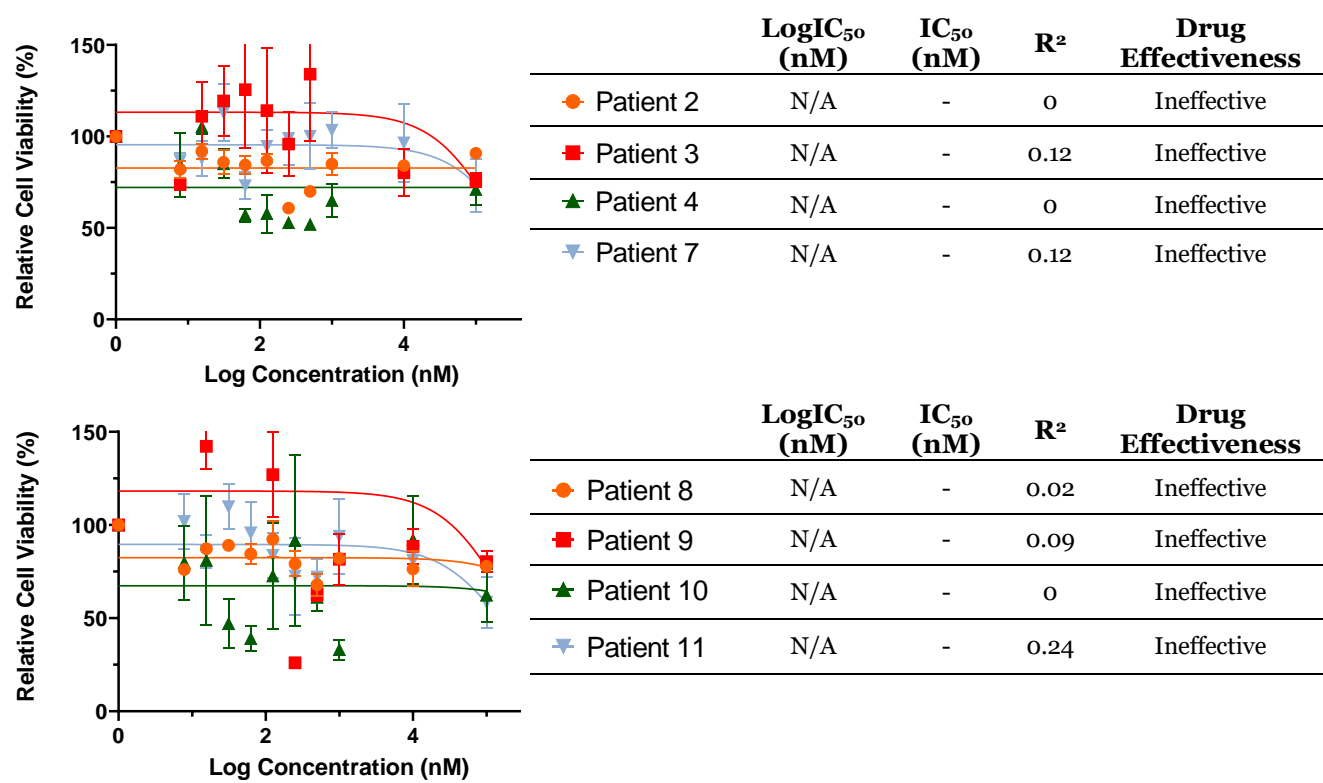 LogIC₅₀ (nM) IC₅₀ (nM) R² Drug Effectiveness
Patient 2 N/A - 0 Ineffective
Patient 3 N/A - 0.12 Ineffective
Patient 4 N/A - 0 Ineffective
Patient 7 N/A - 0.12 Ineffective
Relative Cell Viability (%)
150
100
50
0
0 2 4
Log Concentration (nM)
LogIC₅₀ (nM) IC₅₀ (nM) R² Drug Effectiveness
Patient 8 N/A - 0.02 Ineffective
Patient 9 N/A - 0.09 Ineffective
Patient 10 N/A - 0 Ineffective
Patient 11 N/A - 0.24 Ineffective
Relative Cell Viability (%)
150
100
50
0
0 2 4
Log Concentration (nM)